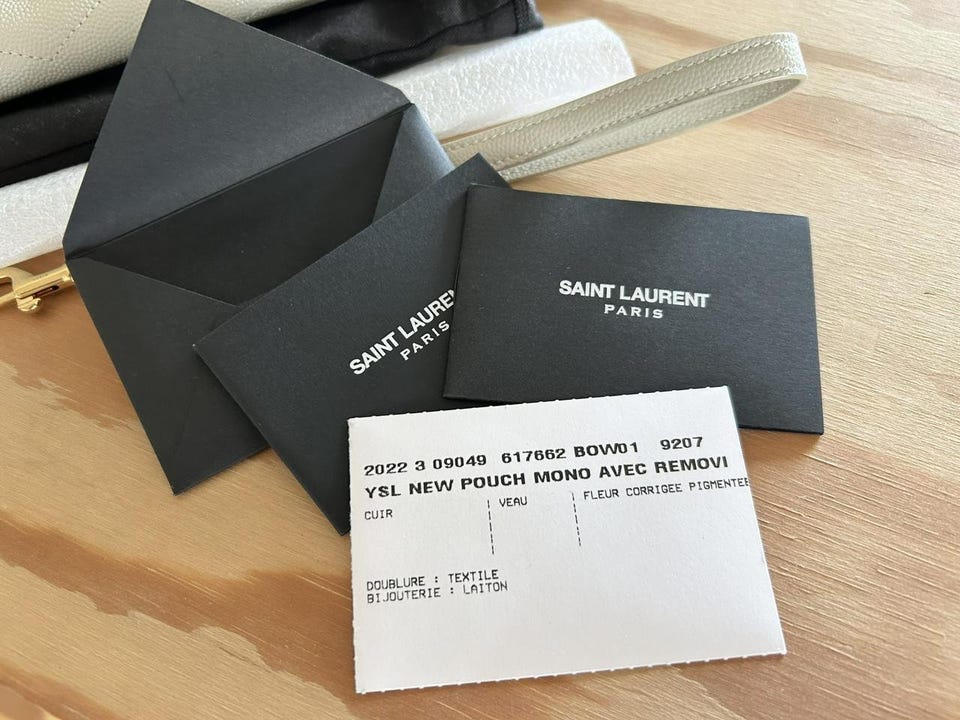 SAINT LAUREN
PARIS
SAINT LAURENT
PARIS
2022 3 09049 617662 BOW01 9207
YSL NEW POUCH MONO AVEC REMOVI
CUIR | VEAU | FLEUR CORRIGEE PIGMENTEE
DOUBLURE : TEXTILE
BIJOUTERIE : LAITON